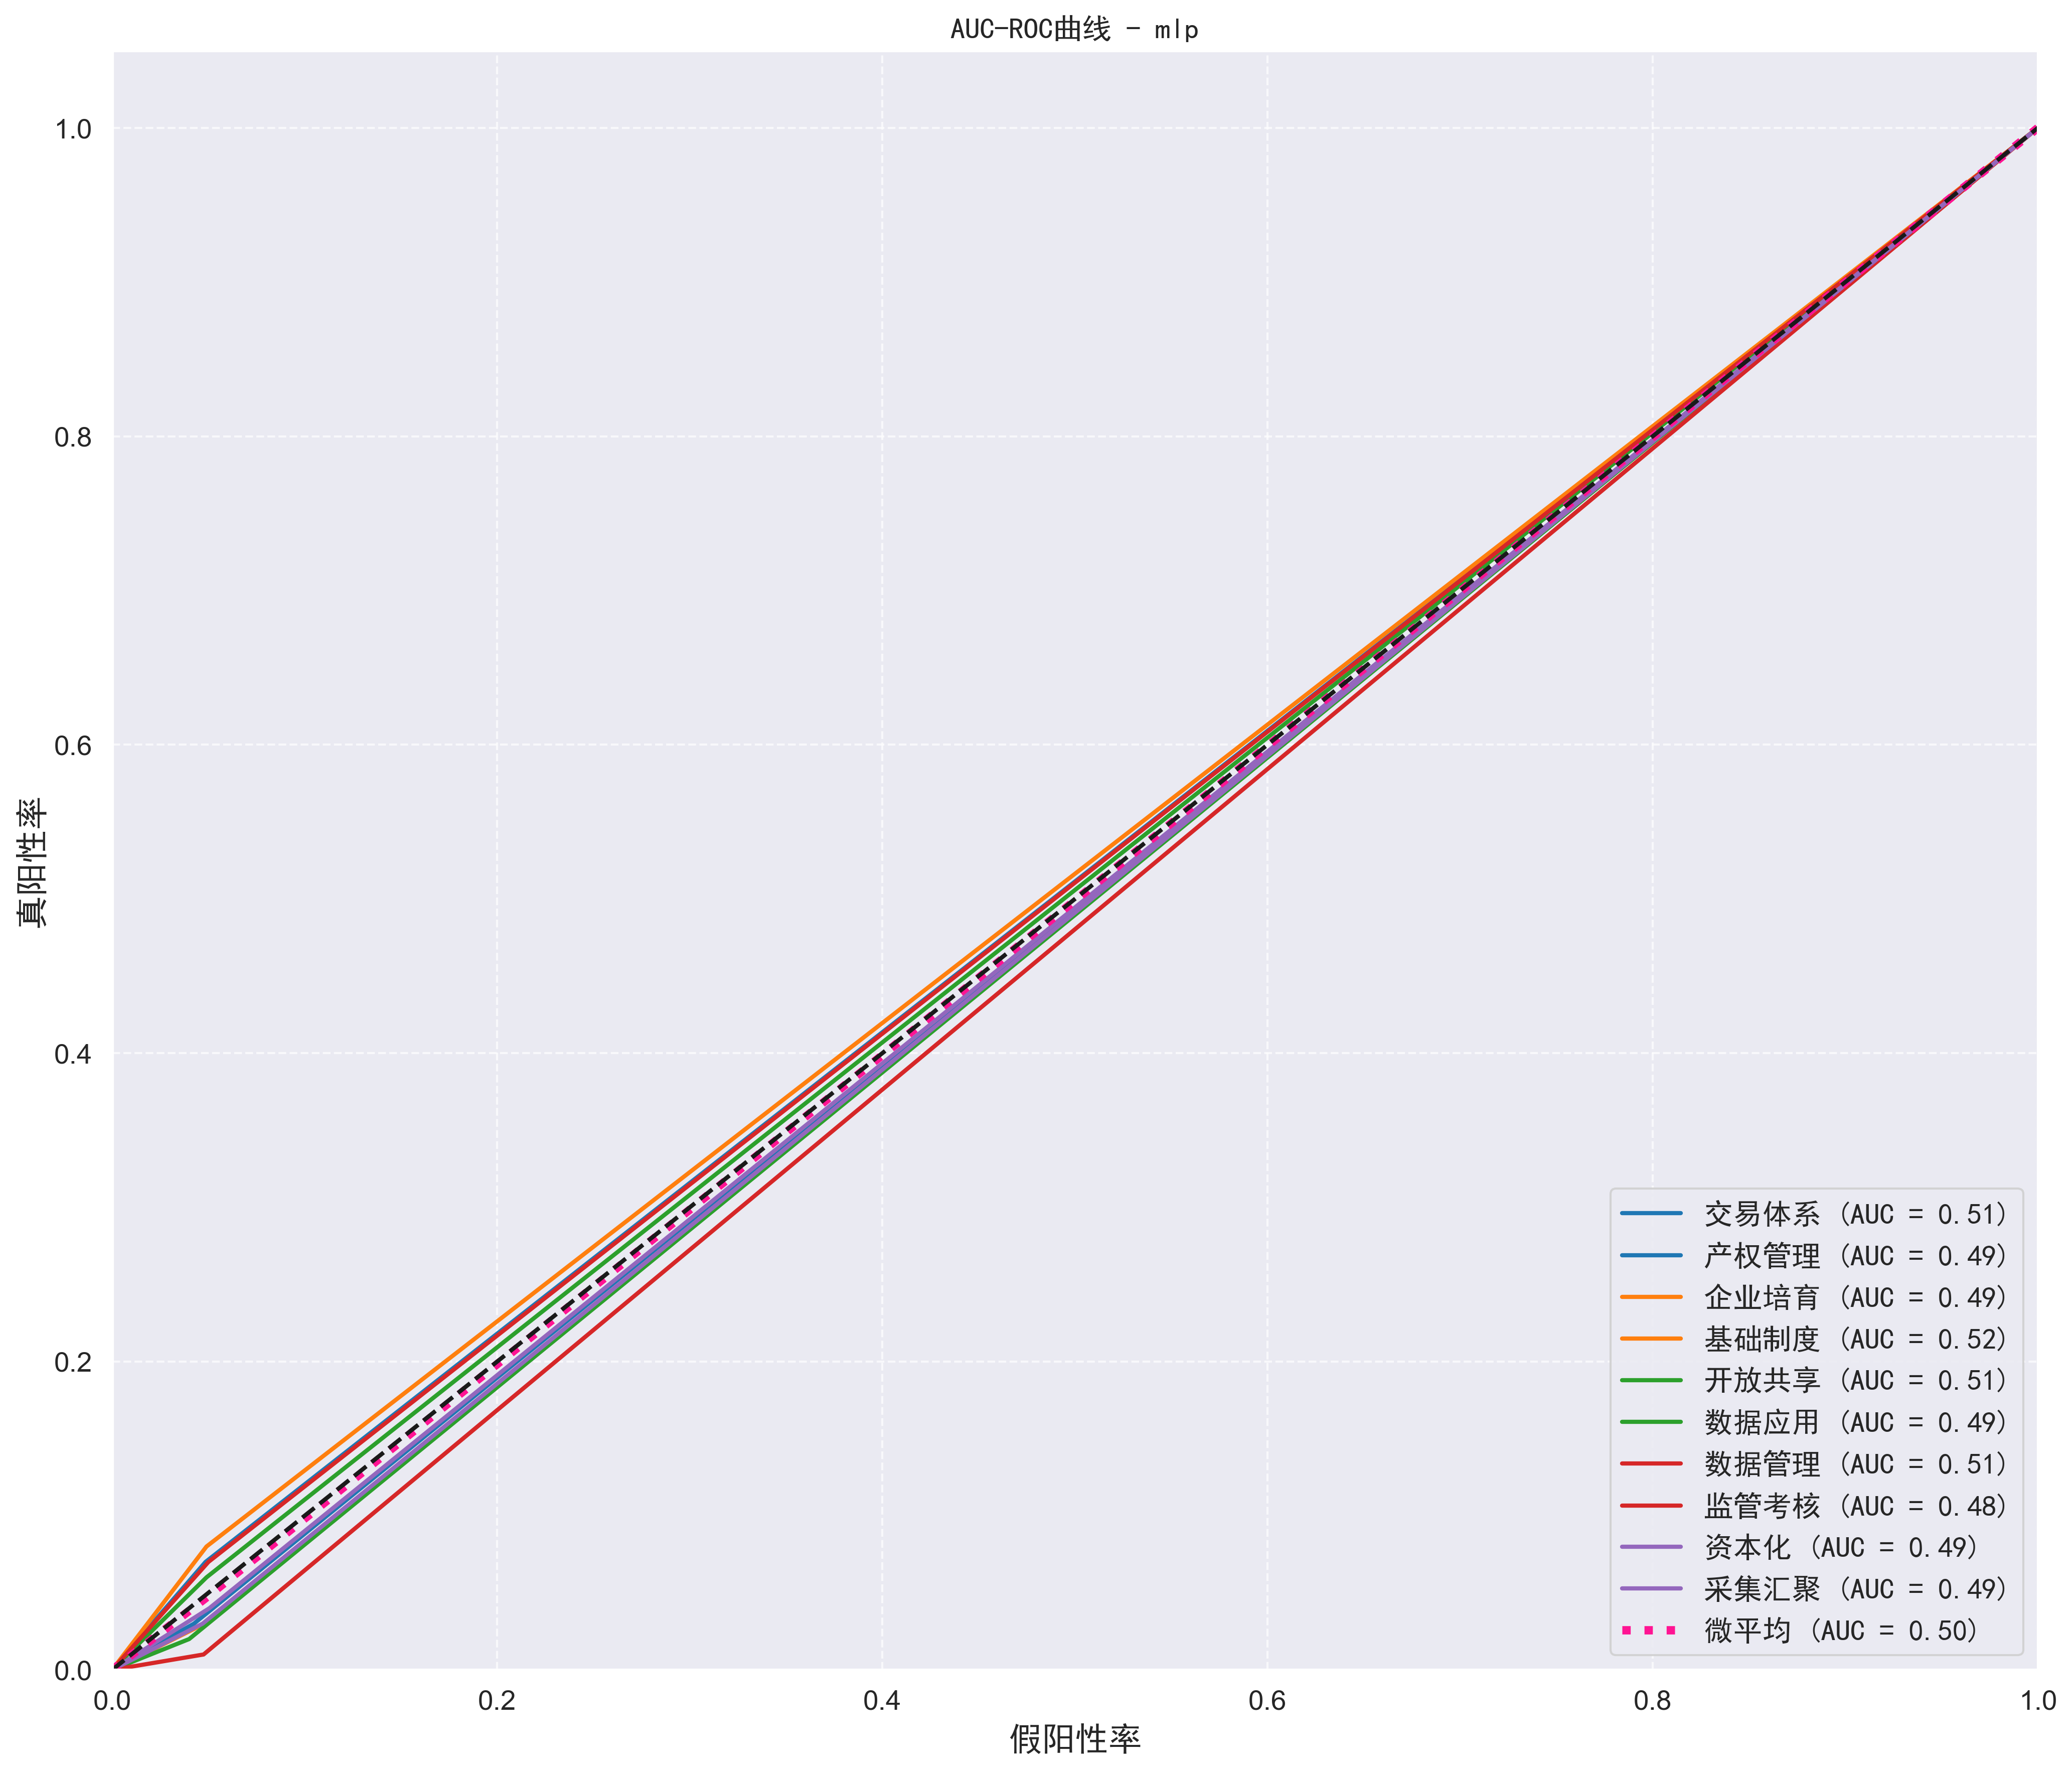 AUC-ROC曲线 - mlp
真阳性率
1.0
0.8
0.6
0.4
0.2
0.0
0.0 0.2 0.4 0.6 0.8 1.0
假阳性率
交易体系 (AUC = 0.51)
产权管理 (AUC = 0.49)
企业培育 (AUC = 0.49)
基础制度 (AUC = 0.52)
开放共享 (AUC = 0.51)
数据应用 (AUC = 0.49)
数据管理 (AUC = 0.51)
监管考核 (AUC = 0.48)
资本化 (AUC = 0.49)
采集汇聚 (AUC = 0.49)
微平均 (AUC = 0.50)